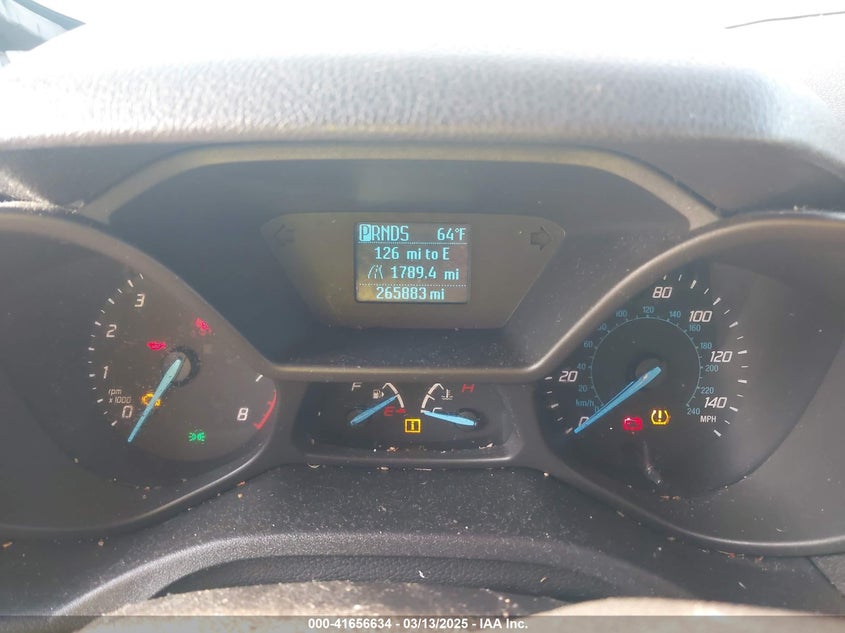 PRNDS 64°F
126 mi to E
1789.4 mi
265883 mi
3
2
1
rpm
x1000
0
8
F
E
H
C
80
100
120
140
MPH
20
0
km/h
20
40
60
80
100
120
140
160
180
200
220
240
000-41656634 / 03/13/2025 - IAA Inc.